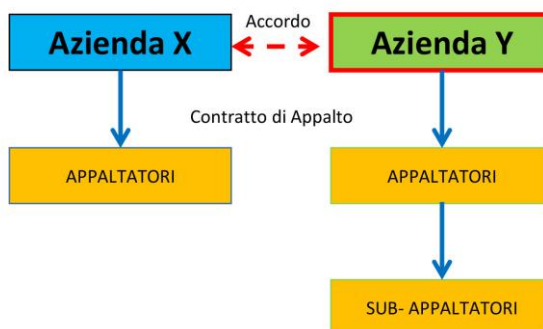 Accordo
Azienda X
Azienda Y
Contratto di Appalto
APPALTATORI
APPALTATORI
SUB- APPALTATORI